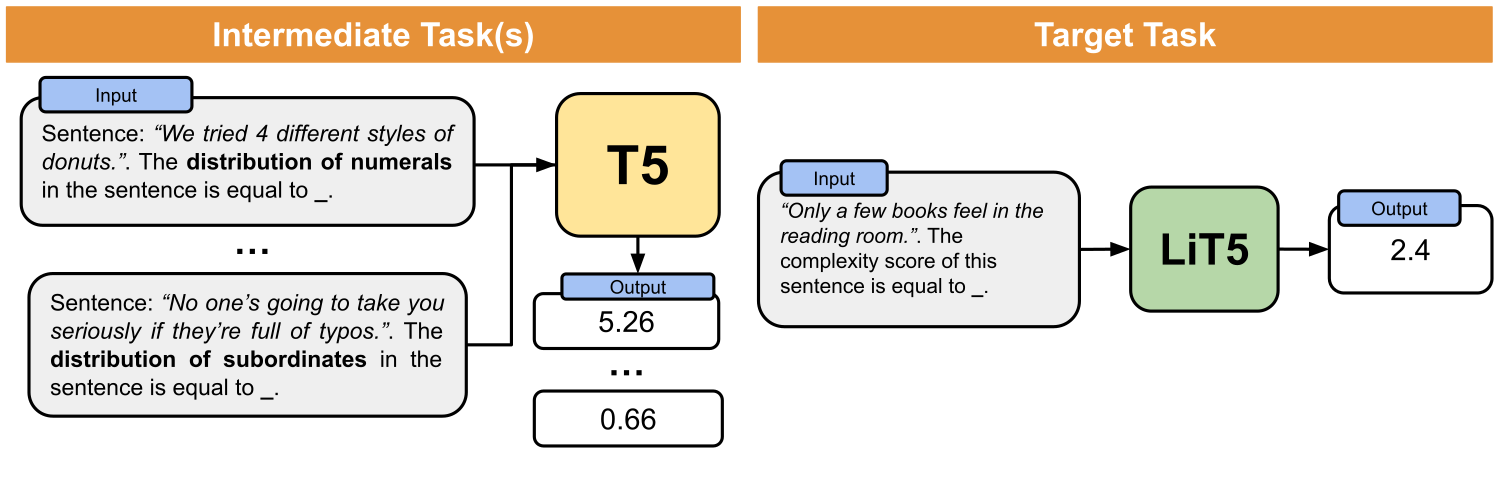 Intermediate Task(s)
Input
Sentence: “We tried 4 different styles of
donuts.”. The distribution of numerals
in the sentence is equal to _.
...
Sentence: “No one’s going to take you
seriously if they’re full of typos.”. The
distribution of subordinates in the
sentence is equal to _.
T5
Output
5.26
...
0.66
Target Task
Input
“Only a few books feel in the
reading room.”. The
complexity score of this
sentence is equal to _.
LiT5
Output
2.4